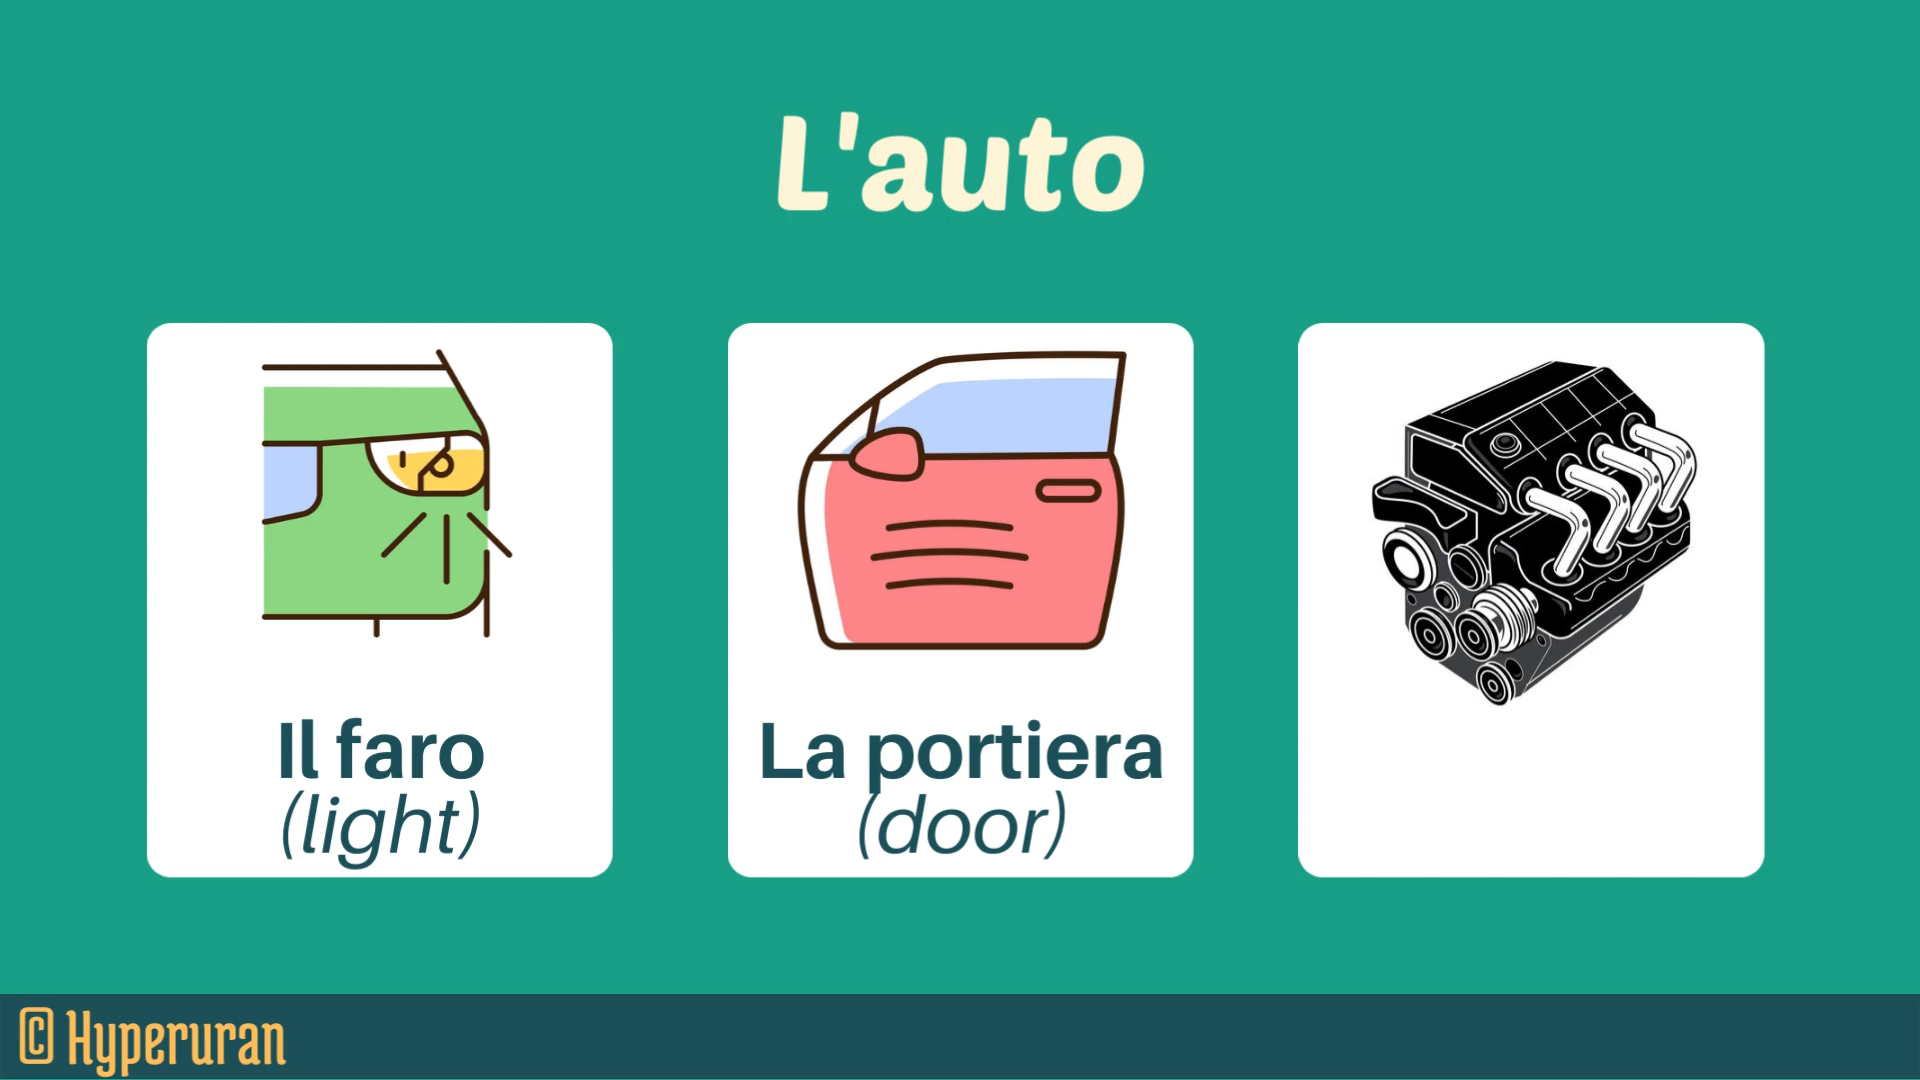 L'auto
Il faro
(light)
La portiera
(door)
© Hyperuran